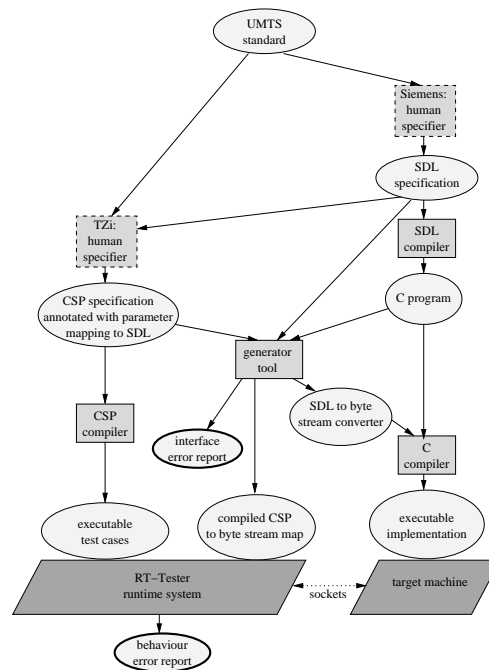 UMTS
standard
Siemens:
human
specifier
SDL
specification
TZi:
human
specifier
SDL
compiler
CSP specification
annotated with parameter
mapping to SDL
C program
generator
tool
CSP
compiler
SDL to byte
stream converter
interface
error report
C
compiler
executable
test cases
compiled CSP
to byte stream map
executable
implementation
RT−Tester
runtime system
sockets
target machine
behaviour
error report